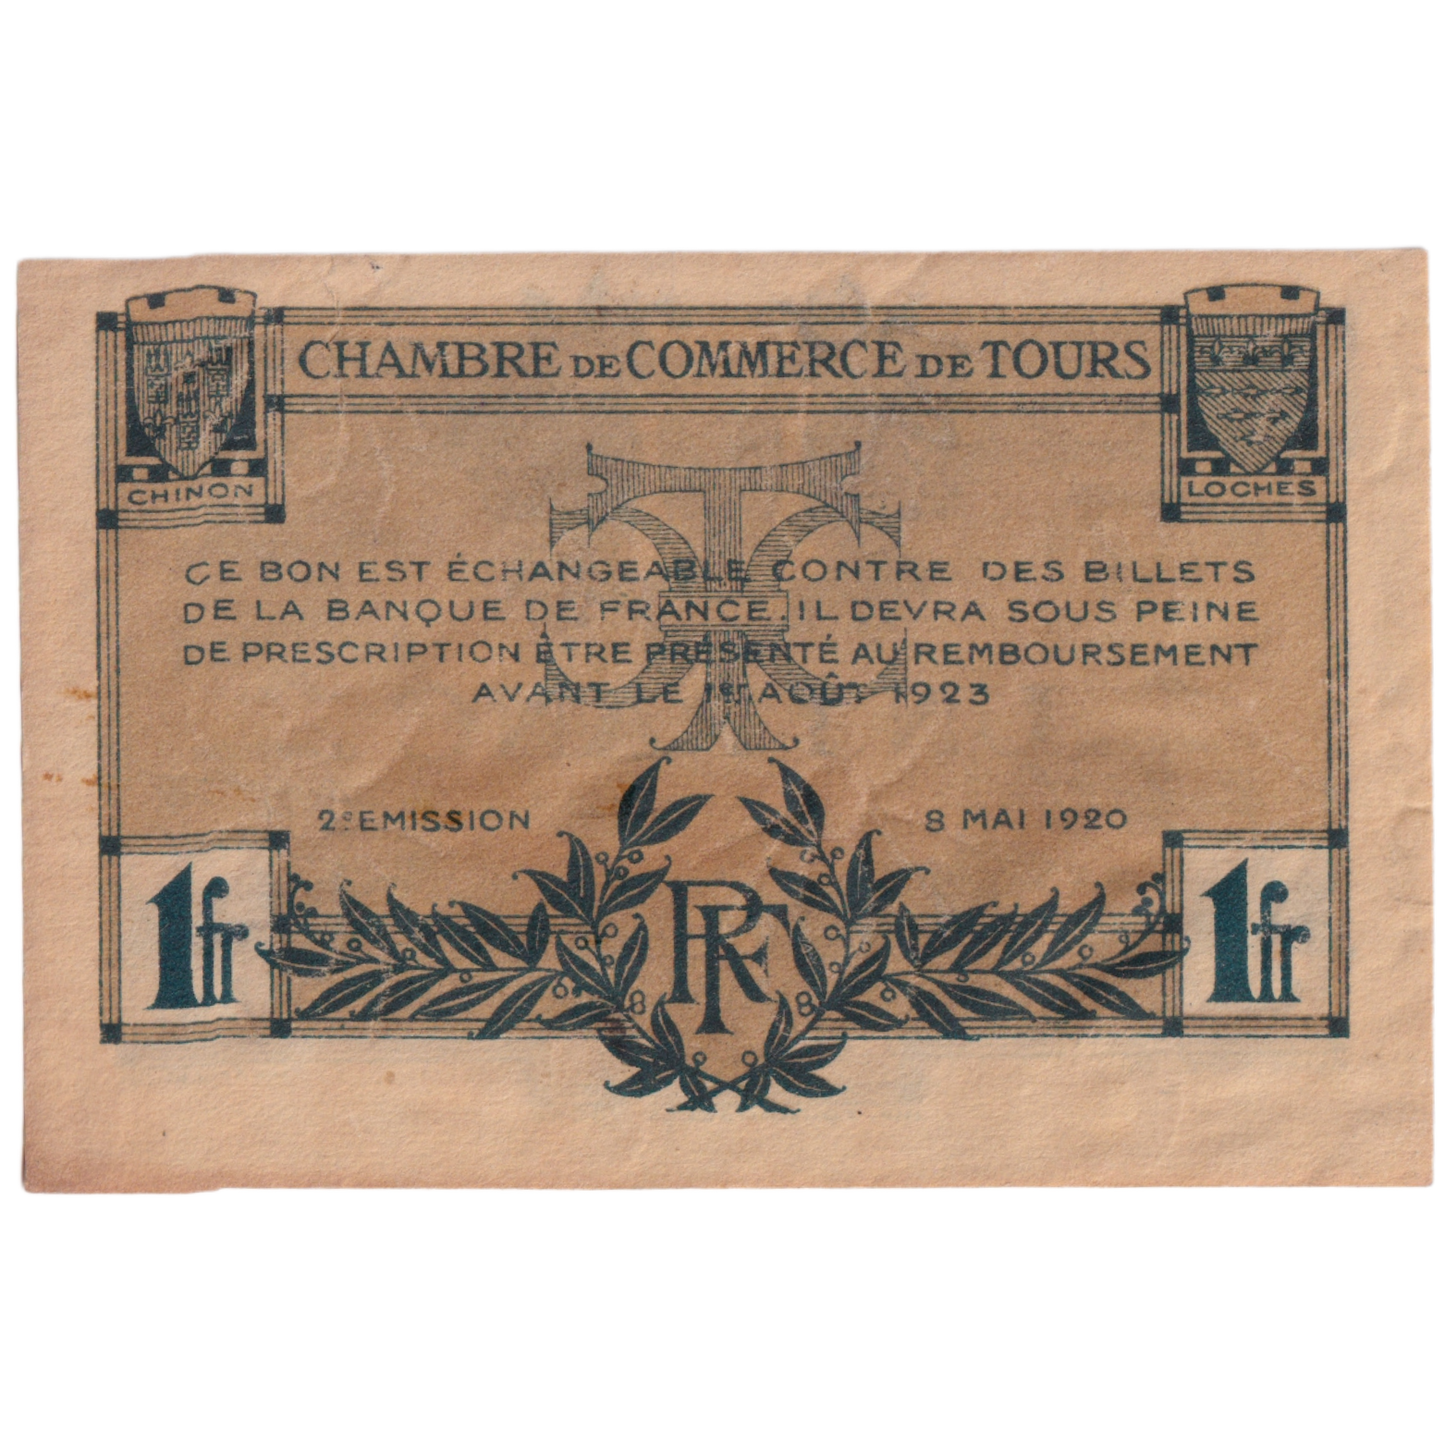 CHAMBRE DE COMMERCE DE TOURS
CHINON
LOCHES
CE BON EST ÉCHANGEABLE CONTRE DES BILLETS
DE LA BANQUE DE FRANCE. IL DEVRA SOUS PEINE
DE PRESCRIPTION ÊTRE PRÉSENTÉ AU REMBOURSEMENT
AVANT LE 1er AOÛT 1923
2e EMISSION
8 MAI 1920
1fr
RF
1fr
8
8